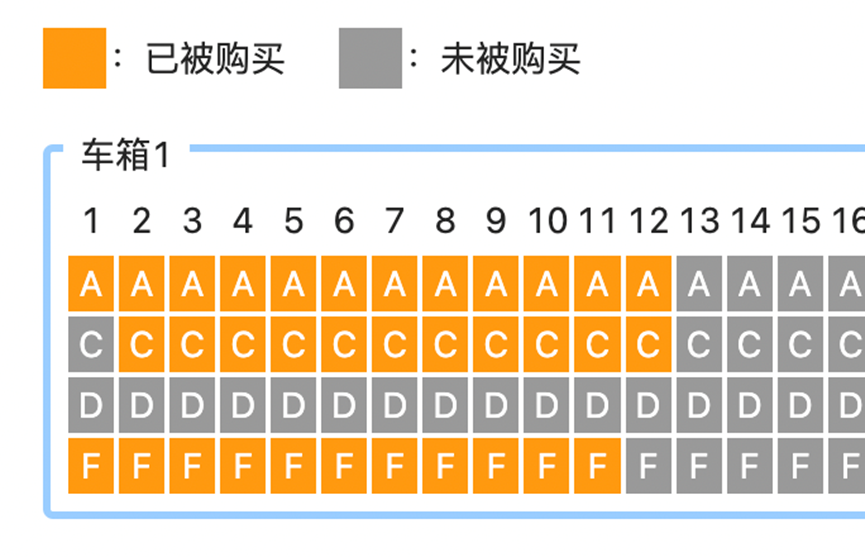 ：已被购买 ：未被购买
车箱1
1 2 3 4 5 6 7 8 9 10 11 12 13 14 15 16
A A A A A A A A A A A A A A A A
C C C C C C C C C C C C C C C C
D D D D D D D D D D D D D D D D
F F F F F F F F F F F F F F F F